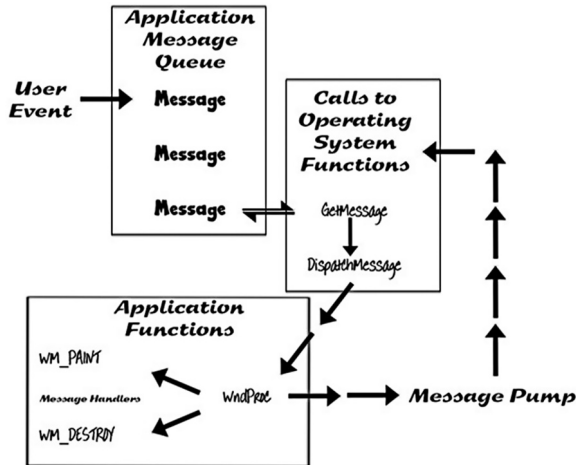 Application
Message
Queue
User
Event
Message
Message
Message
Calls to
Operating
System
Functions
GetMessage
DispatchMessage
Application
Functions
WM_PAINT
Message Handlers
WM_DESTROY
WndProc
Message Pump